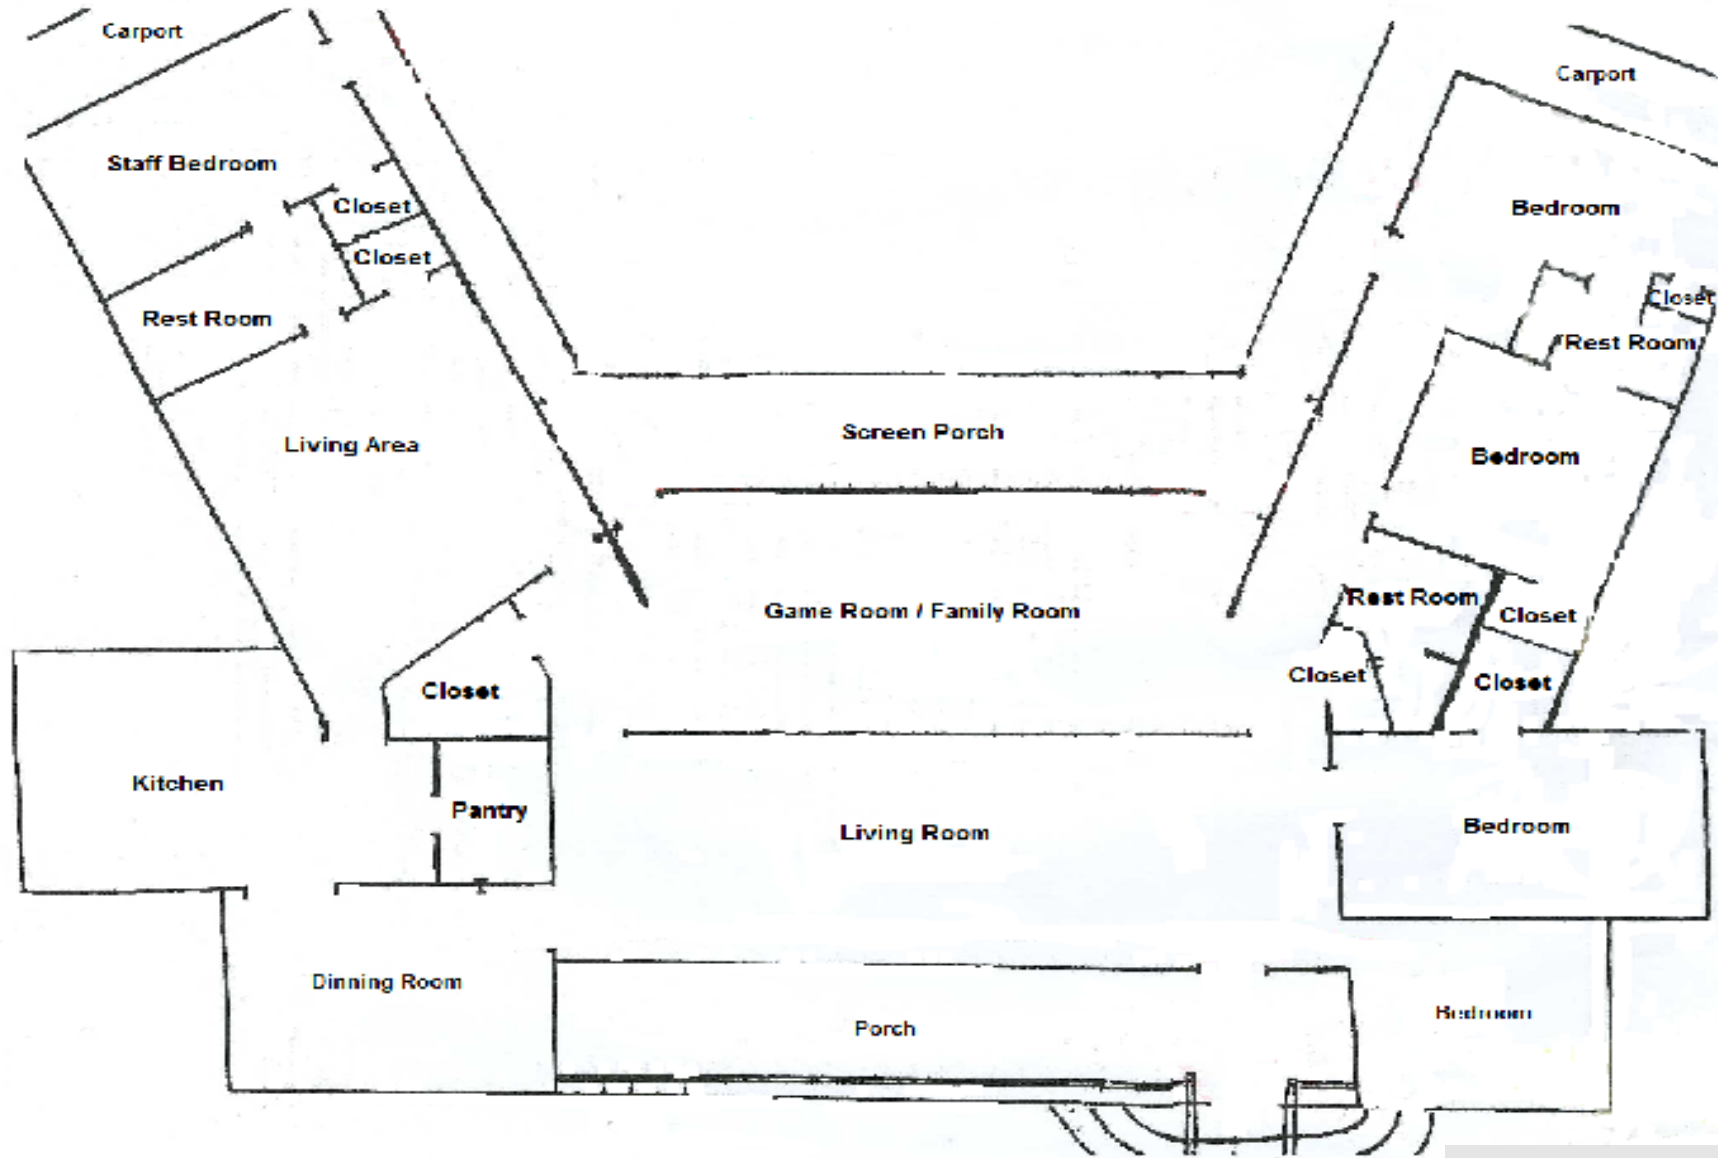 Carport
Carport
Staff Bedroom
Closet
Closet
Bedroom
Closet
Rest Room
Rest Room
Living Area
Screen Porch
Bedroom
Game Room / Family Room
Rest Room
Closet
Closet
Closet
Closet
Kitchen
Pantry
Living Room
Bedroom
Dinning Room
Porch
Bedroom